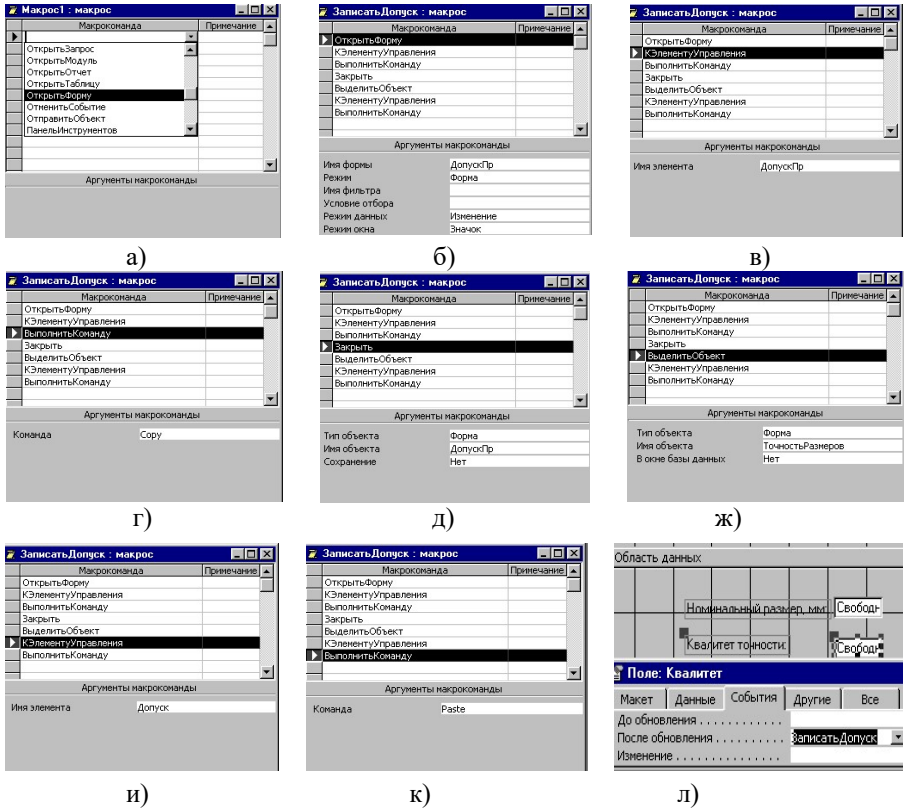 Макрос1 : макрос
Макрокоманда Примечание
ОткрытьЗапрос
ОткрытьМодуль
ОткрытьОтчет
ОткрытьТаблицу
ОткрытьФорму
ОтменитьСобытие
ОтправитьОбъект
ПанельИнструментов
Аргументы макрокоманды
а)
ЗаписатьДопуск : макрос
Макрокоманда Примечание
ОткрытьФорму
КЭлементуУправления
ВыполнитьКоманду
Закрыть
ВыделитьОбъект
КЭлементуУправления
ВыполнитьКоманду
Аргументы макрокоманды
Имя формы ДопускПр
Режим Форма
Имя фильтра
Условие отбора
Режим данных Изменение
Режим окна Значок
б)
ЗаписатьДопуск : макрос
Макрокоманда Примечание
ОткрытьФорму
КЭлементуУправления
ВыполнитьКоманду
Закрыть
ВыделитьОбъект
КЭлементуУправления
ВыполнитьКоманду
Аргументы макрокоманды
Имя элемента ДопускПр
в)
ЗаписатьДопуск : макрос
Макрокоманда Примечание
ОткрытьФорму
КЭлементуУправления
ВыполнитьКоманду
Закрыть
ВыделитьОбъект
КЭлементуУправления
ВыполнитьКоманду
Аргументы макрокоманды
Команда Copy
г)
ЗаписатьДопуск : макрос
Макрокоманда Примечание
ОткрытьФорму
КЭлементуУправления
ВыполнитьКоманду
Закрыть
ВыделитьОбъект
КЭлементуУправления
ВыполнитьКоманду
Аргументы макрокоманды
Тип объекта Форма
Имя объекта ДопускПр
Сохранение Нет
д)
ЗаписатьДопуск : макрос
Макрокоманда Примечание
ОткрытьФорму
КЭлементуУправления
ВыполнитьКоманду
Закрыть
ВыделитьОбъект
КЭлементуУправления
ВыполнитьКоманду
Аргументы макрокоманды
Тип объекта Форма
Имя объекта ТочностьРазмеров
В окне базы данных Нет
ж)
ЗаписатьДопуск : макрос
Макрокоманда Примечание
ОткрытьФорму
КЭлементуУправления
ВыполнитьКоманду
Закрыть
ВыделитьОбъект
КЭлементуУправления
ВыполнитьКоманду
Аргументы макрокоманды
Имя элемента Допуск
и)
ЗаписатьДопуск : макрос
Макрокоманда Примечание
ОткрытьФорму
КЭлементуУправления
ВыполнитьКоманду
Закрыть
ВыделитьОбъект
КЭлементуУправления
ВыполнитьКоманду
Аргументы макрокоманды
Команда Paste
к)
Область данных
Номинальный размер, мм: Свободн
Квалитет точности: Свободн
Поле: Квалитет
Макет Данные События Другие Все
До обновления . . . . . . . . . . . .
После обновления . . . . . . . . . . ЗаписатьДопуск
Изменение . . . . . . . . . . . . . . .
л)